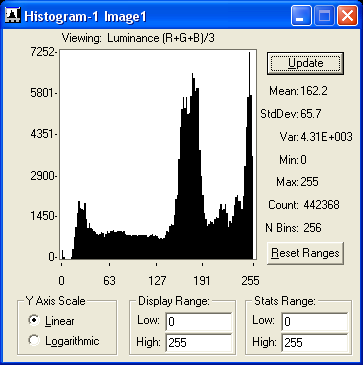 Histogram-1 Image1
Viewing: Luminance (R+G+B)/3
7252-
5801-
4351-
2900-
1450-
0-
0 63 127 191 255
Update
Mean: 162.2
StdDev: 65.7
Var: 4.31E+003
Min: 0
Max: 255
Count: 442368
N Bins: 256
Reset Ranges
Y Axis Scale
Linear
Logarithmic
Display Range:
Low: 0
High: 255
Stats Range:
Low: 0
High: 255